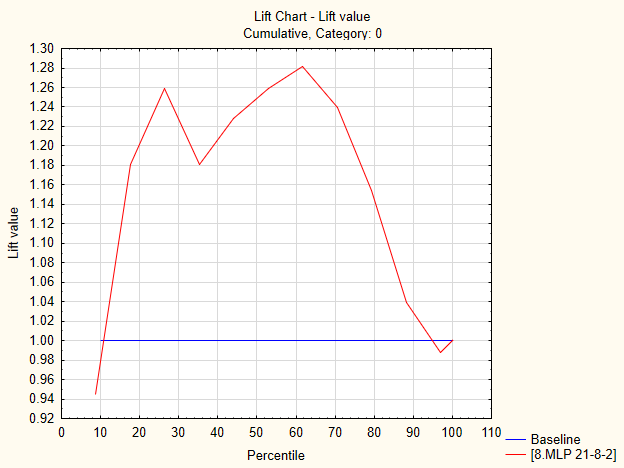 Lift Chart - Lift value
Cumulative, Category: 0
1.30
1.28
1.26
1.24
1.22
1.20
1.18
1.16
1.14
1.12
1.10
1.08
1.06
1.04
1.02
1.00
0.98
0.96
0.94
0.92
Lift value
0 10 20 30 40 50 60 70 80 90 100 110
Percentile
Baseline
[8.MLP 21-8-2]